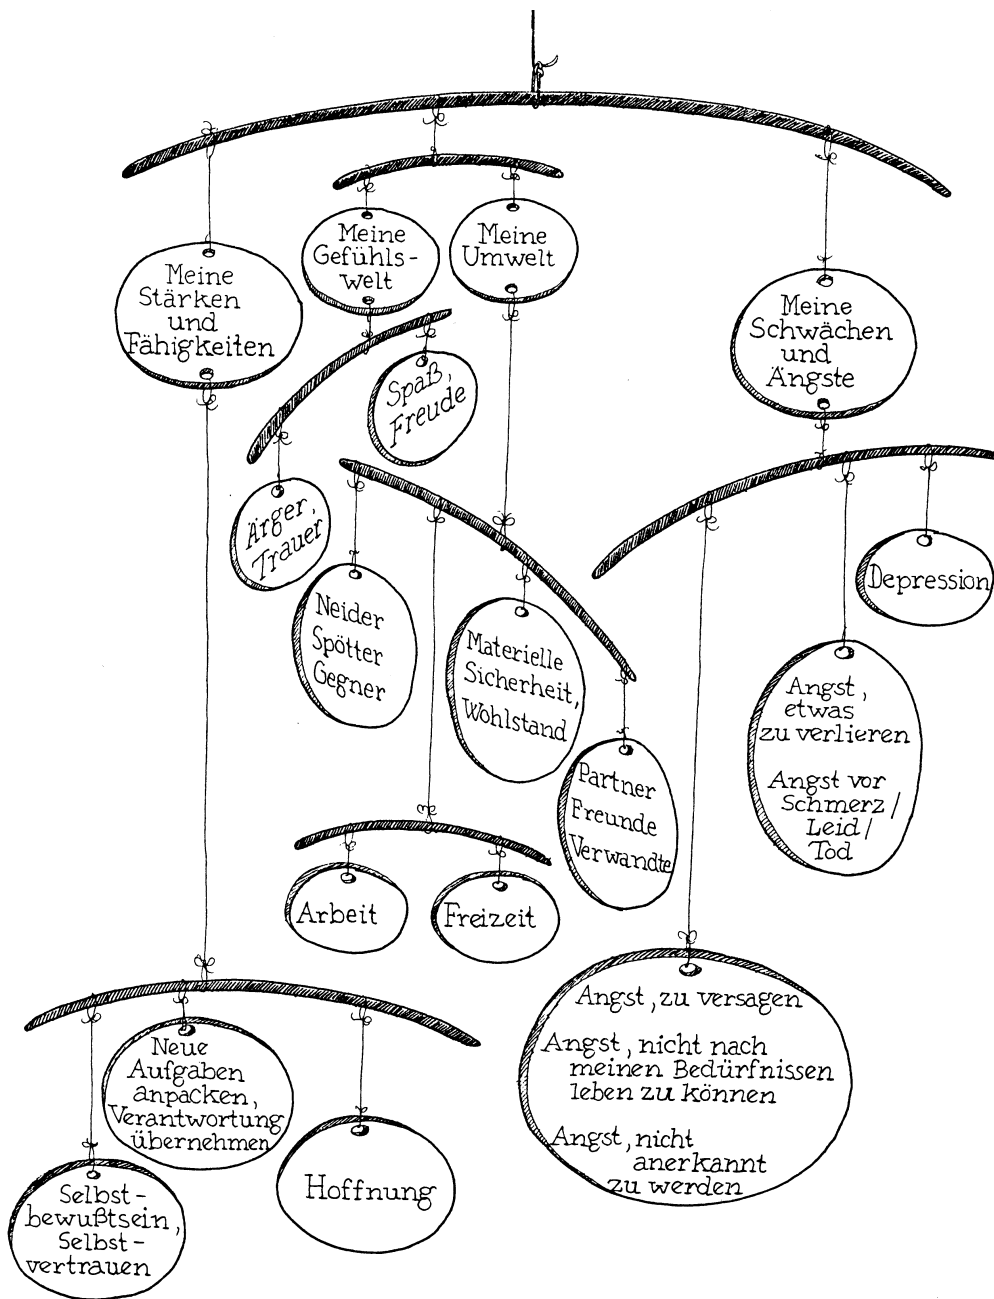 Meine
Stärken
und
Fähigkeiten
Meine
Gefühls-
welt
Meine
Umwelt
Meine
Schwächen
und
Ängste
Spaß,
Freude
Ärger,
Trauer
Neider
Spötter
Gegner
Materielle
Sicherheit,
Wohlstand
Partner
Freunde
Verwandte
Depression
Angst,
etwas
zu verlieren
Angst vor
Schmerz/
Leid/
Tod
Arbeit
Freizeit
Angst, zu versagen
Angst, nicht nach
meinen Bedürfnissen
leben zu können
Angst, nicht
anerkannt
zu werden
Neue
Aufgaben
anpacken,
Verantwortung
übernehmen
Selbst-
bewußtsein,
Selbst-
vertrauen
Hoffnung